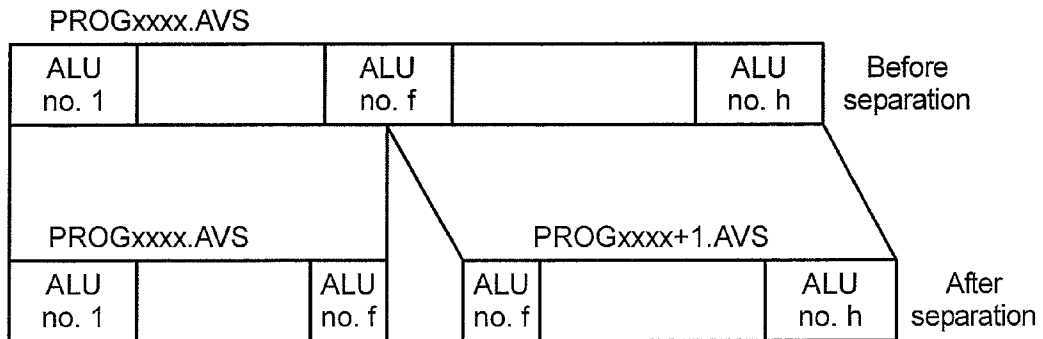 PROGxxxx.AVS
ALU no. 1
ALU no. f
ALU no. h
Before separation
PROGxxxx.AVS
PROGxxxx+1.AVS
ALU no. 1
ALU no. f
ALU no. f
ALU no. h
After separation